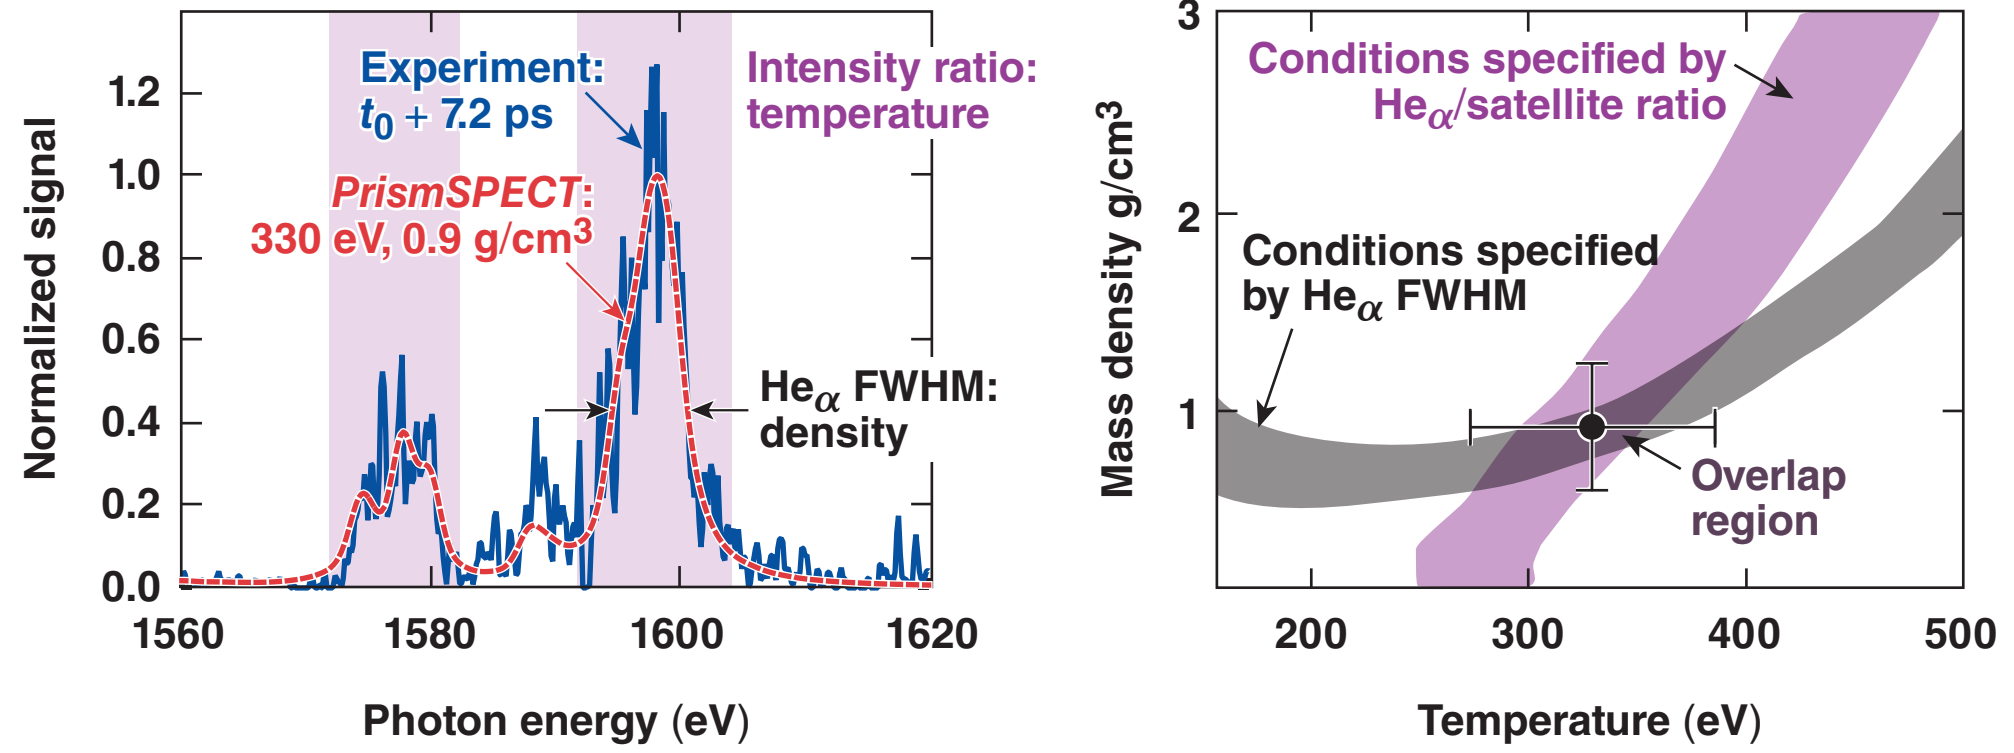 Normalized signal
1.2
1.0
0.8
0.6
0.4
0.2
0.0
1560
1580
1600
1620
Photon energy (eV)
Experiment:
t0 + 7.2 ps
PrismSPECT:
330 eV, 0.9 g/cm3
Intensity ratio:
temperature
Heα FWHM:
density
Mass density g/cm3
3
2
1
200
300
400
500
Temperature (eV)
Conditions specified by
Heα/satellite ratio
Conditions specified
by Heα FWHM
Overlap
region